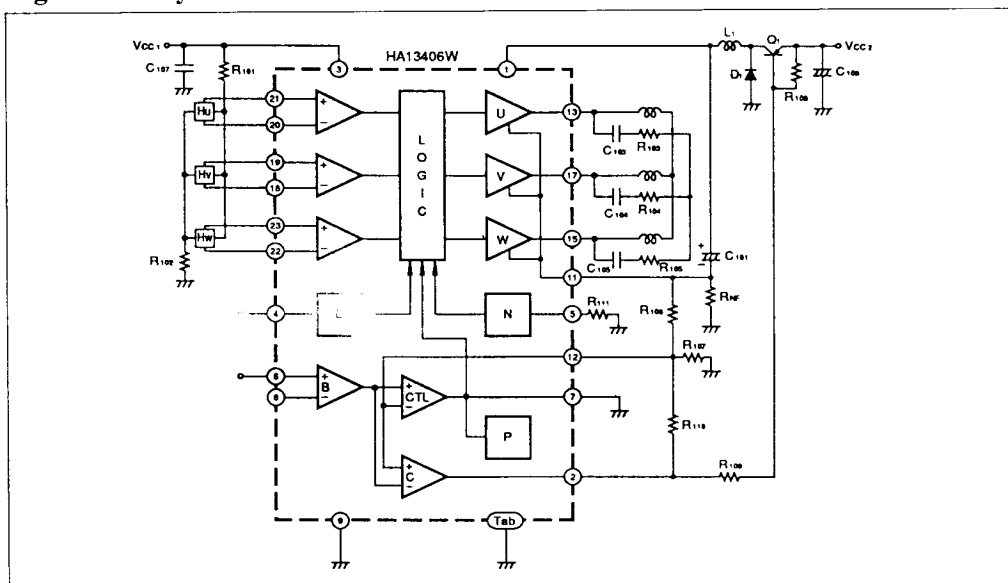 HA13406W
VCC1
C107
R101
3
1
L1
Q1
VCC2
D1
R108
C108
Hu
21
20
+
−
L
O
G
I
C
U
13
C103
R103
Hv
19
18
+
−
V
17
C104
R104
Hw
23
22
+
−
W
15
C105
R105
R102
+
−
C101
11
RNF
4
N
5
R111
R106
12
R107
6
8
+
B
−
+
CTL
−
7
P
R110
+
C
−
2
R109
9
Tab